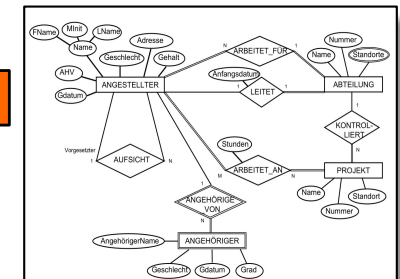 FName
MInit
LName
Name
Adresse
Geschlecht
Gehalt
AHV
Gdatum
ANGESTELLTER
N
ARBEITET_FÜR
1
Nummer
Name
Standorte
ABTEILUNG
Anfangsdatum
1
LEITET
1
1
KONTROL-
LIERT
N
Vorgesetzter
1
AUFSICHT
N
Stunden
M
ARBEITET_AN
N
PROJEKT
Name
Nummer
Standort
1
ANGEHÖRIGE
VON
N
AngehörigerName
ANGEHÖRIGER
Geschlecht
Gdatum
Grad